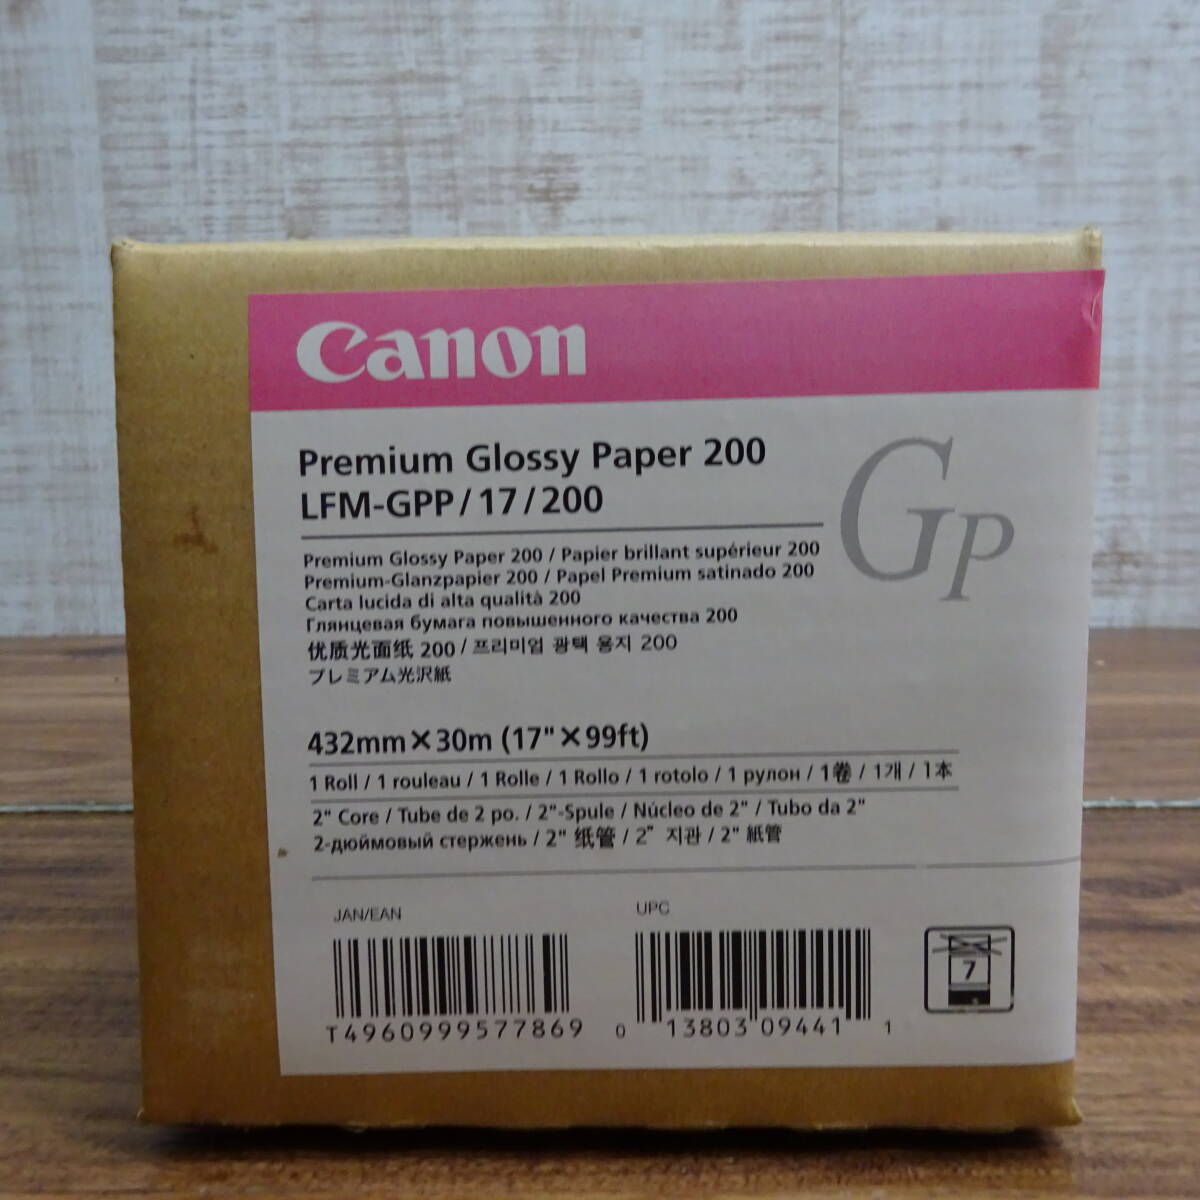 Canon
Premium Glossy Paper 200
LFM-GPP/17/200
GP
Premium Glossy Paper 200 / Papier brillant supérieur 200
Premium-Glanzpapier 200 / Papel Premium satinado 200
Carta lucida di alta qualità 200
Глянцевая бумага повышенного качества 200
优质光面纸 200 / 프리미엄 광택 용지 200
プレミアム光沢紙
432mm×30m (17"×99ft)
1 Roll / 1 rouleau / 1 Rolle / 1 Rollo / 1 rotolo / 1 рулон / 1卷 / 1개 / 1本
2" Core / Tube de 2 po. / 2"-Spule / Núcleo de 2" / Tubo da 2"
2-дюймовый стержень / 2" 纸管 / 2" 지관 / 2" 紙管
JAN/EAN
UPC
7
T4960999577869
0 13803 09441 1